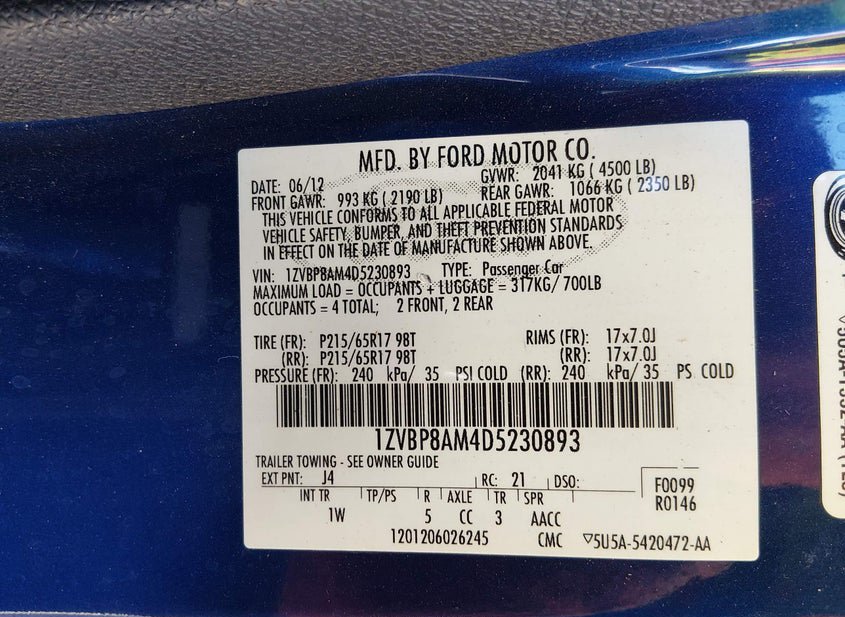 MFD. BY FORD MOTOR CO.
DATE: 06/12 GVWR: 2041 KG ( 4500 LB)
FRONT GAWR: 993 KG ( 2190 LB) REAR GAWR: 1066 KG ( 2350 LB)
THIS VEHICLE CONFORMS TO ALL APPLICABLE FEDERAL MOTOR
VEHICLE SAFETY, BUMPER, AND THEFT PREVENTION STANDARDS
IN EFFECT ON THE DATE OF MANUFACTURE SHOWN ABOVE.
VIN: 1ZVBP8AM4D5230893 TYPE: Passenger Car
MAXIMUM LOAD = OCCUPANTS + LUGGAGE = 317KG/ 700LB
OCCUPANTS = 4 TOTAL; 2 FRONT, 2 REAR
TIRE (FR): P215/65R17 98T RIMS (FR): 17x7.0J
(RR): P215/65R17 98T (RR): 17x7.0J
PRESSURE (FR): 240 kPa/ 35 PSI COLD (RR): 240 kPa/ 35 PS COLD
1ZVBP8AM4D5230893
TRAILER TOWING - SEE OWNER GUIDE
EXT PNT: J4 RC: 21 DSO: F0099
R0146
INT TR TP/PS R AXLE TR SPR
1W 5 CC 3 AACC
1201206026245 CMC ▽5U5A-5420472-AA